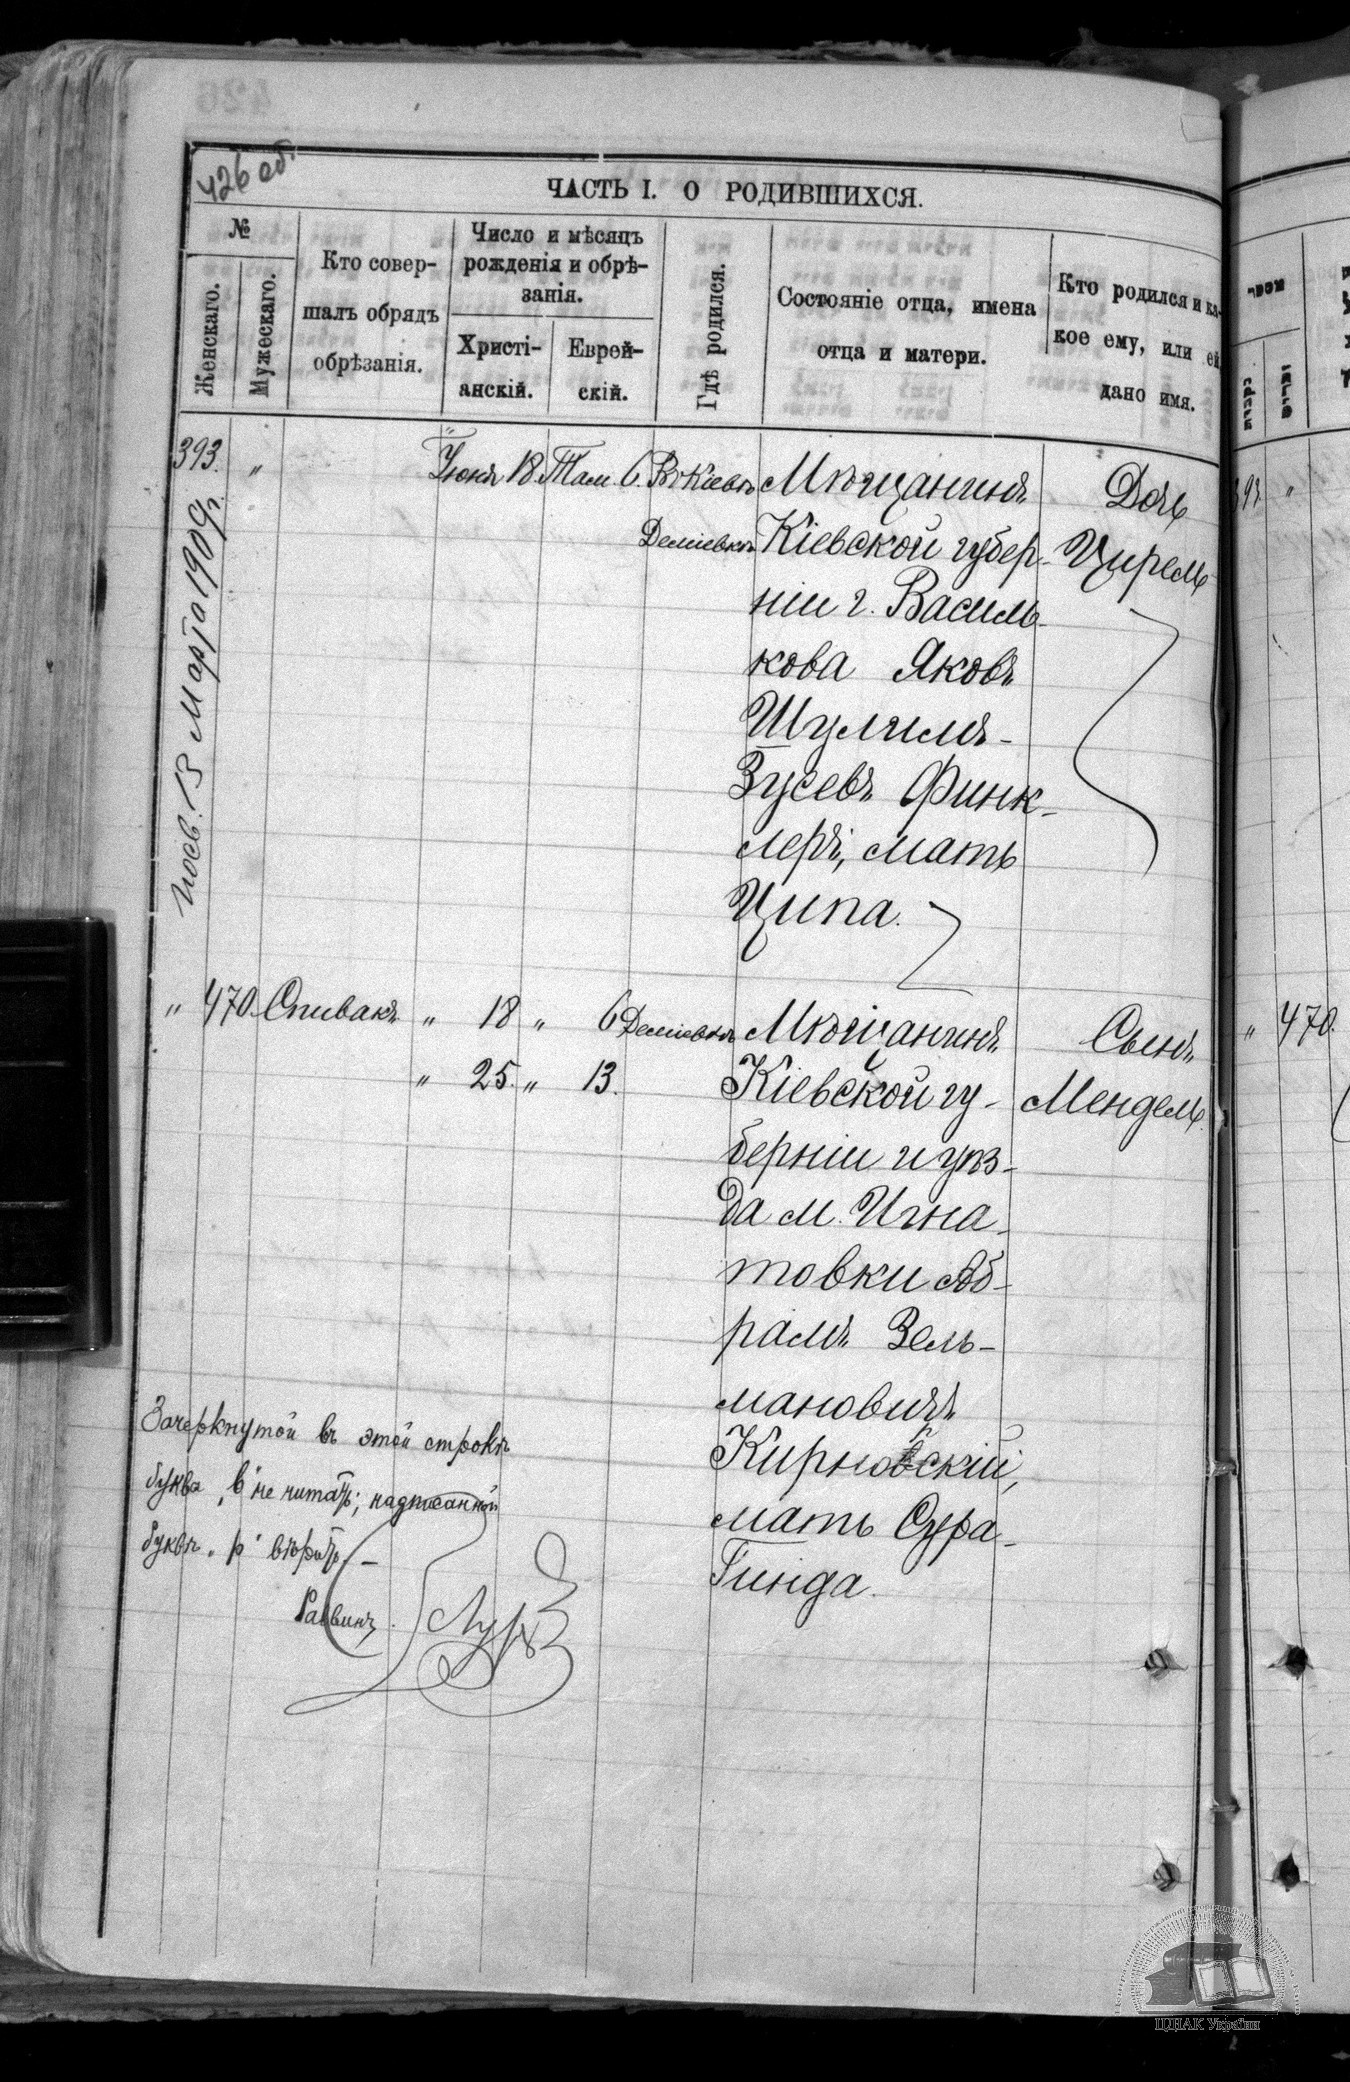 426 об.
ЧАСТЬ I. О РОДИВШИХСЯ.
№
Женскаго.
Мужескаго.
Кто совер-
шалъ обрядъ
обрѣзанія.
Число и мѣсяцъ
рожденія и обрѣ-
занія.
Христі-
анскій.
Еврей-
скій.
Гдѣ родился.
Состояніе отца, имена
отца и матери.
Кто родился и ка-
кое ему, или ей
дано имя.
393. " Іюня 18. Там. 6. Въ Кіевѣ Мѣщанинъ Дочь
Деміевкѣ Кіевской губер- Цирель
ніи г. Василь-
кова Яковъ
Шулимъ-
Зусевъ Финк-
леръ, мать
Ципа.
13 Марта 1909 г.
" 470. Спивакъ " 18 " 6 Деміевкѣ Мѣщанинъ Сынъ
" 25. " 13. Кіевской гу- Мендель.
берніи и уѣз-
да м. Игна-
товки Аб-
рамъ Зель-
мановичъ
р
Кирновскій,
мать Сура-
Гинда.
Зачеркнутой въ этой строкѣ
буква „в" не читать; надписанной
буквѣ „р" вѣрить. —
Раввинъ
393. "
" 470.
ЦДІАК України